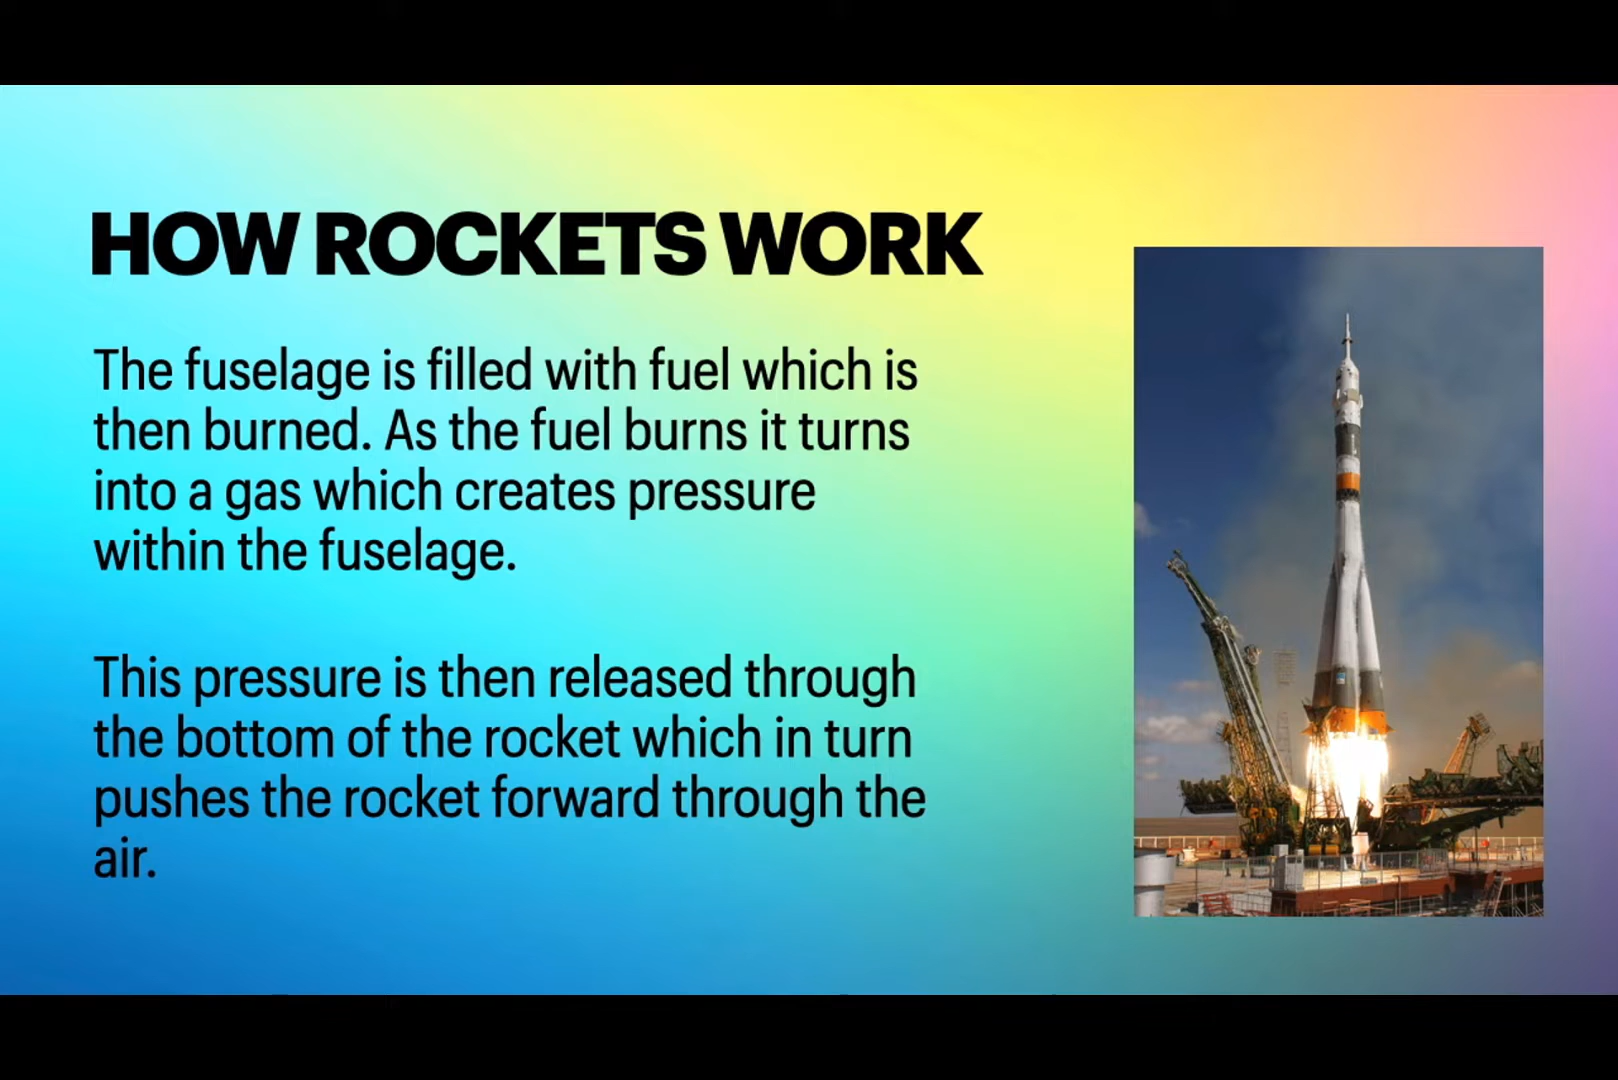 HOW ROCKETS WORK
The fuselage is filled with fuel which is
then burned. As the fuel burns it turns
into a gas which creates pressure
within the fuselage.
This pressure is then released through
the bottom of the rocket which in turn
pushes the rocket forward through the
air.